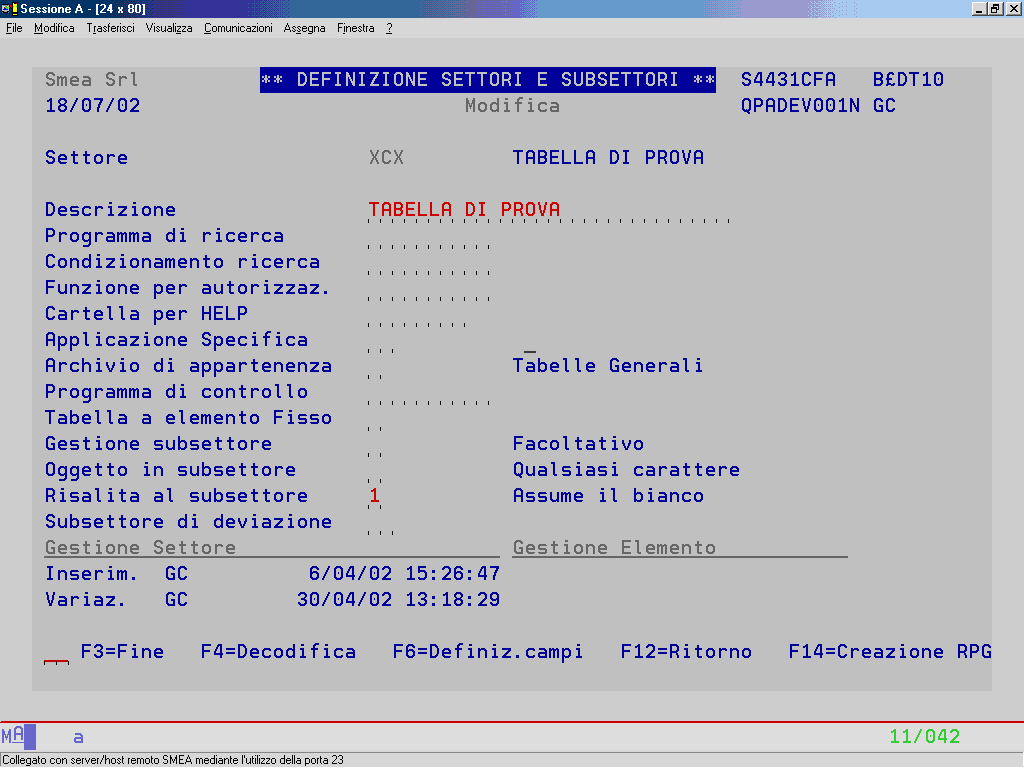 Sessione A - [24 x 80]
File Modifica Trasferisci Visualizza Comunicazioni Assegna Finestra ?
Smea Srl ** DEFINIZIONE SETTORI E SUBSETTORI ** S4431CFA B£DT10
18/07/02 Modifica QPADEV001N GC
Settore XCX TABELLA DI PROVA
Descrizione TABELLA DI PROVA
Programma di ricerca
Condizionamento ricerca
Funzione per autorizzaz.
Cartella per HELP
Applicazione Specifica
Archivio di appartenenza Tabelle Generali
Programma di controllo
Tabella a elemento Fisso
Gestione subsettore Facoltativo
Oggetto in subsettore Qualsiasi carattere
Risalita al subsettore 1 Assume il bianco
Subsettore di deviazione
Gestione Settore Gestione Elemento
Inserim. GC 6/04/02 15:26:47
Variaz. GC 30/04/02 13:18:29
F3=Fine F4=Decodifica F6=Definiz.campi F12=Ritorno F14=Creazione RPG
MA a 11/042
Collegato con server/host remoto SMEA mediante l'utilizzo della porta 23